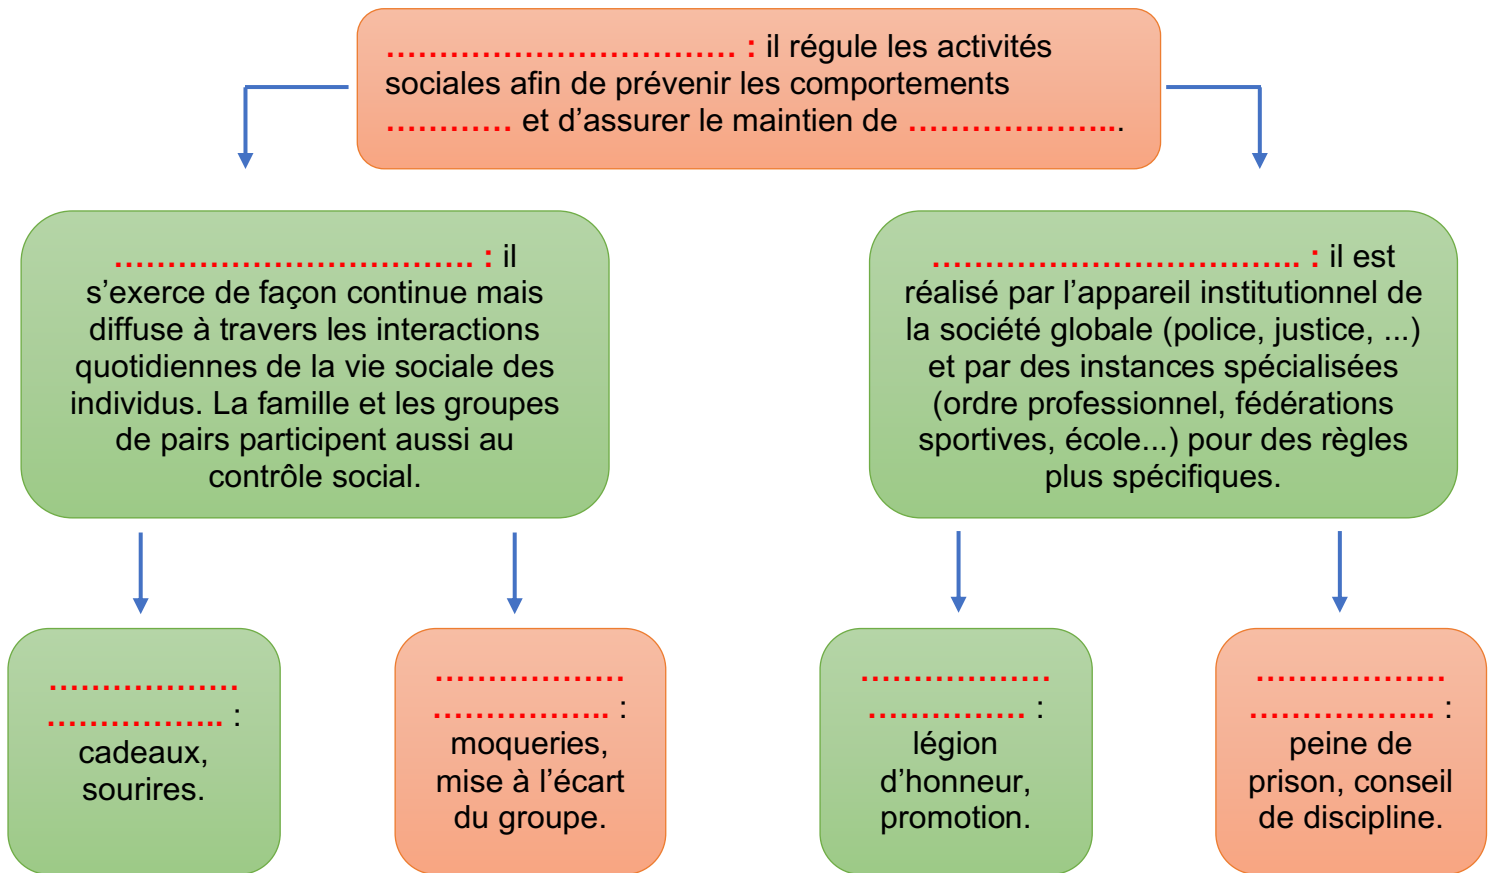 …………………………… : il régule les activités
sociales afin de prévenir les comportements
………… et d’assurer le maintien de ………………...
……………………………. : il
s’exerce de façon continue mais
diffuse à travers les interactions
quotidiennes de la vie sociale des
individus. La famille et les groupes
de pairs participent aussi au
contrôle social.
…………………………….. : il est
réalisé par l’appareil institutionnel de
la société globale (police, justice, ...)
et par des instances spécialisées
(ordre professionnel, fédérations
sportives, école...) pour des règles
plus spécifiques.
………………
…………….. :
cadeaux,
sourires.
………………
…………….. :
moqueries,
mise à l’écart
du groupe.
………………
…………… :
légion
d’honneur,
promotion.
………………
……………... :
peine de
prison, conseil
de discipline.